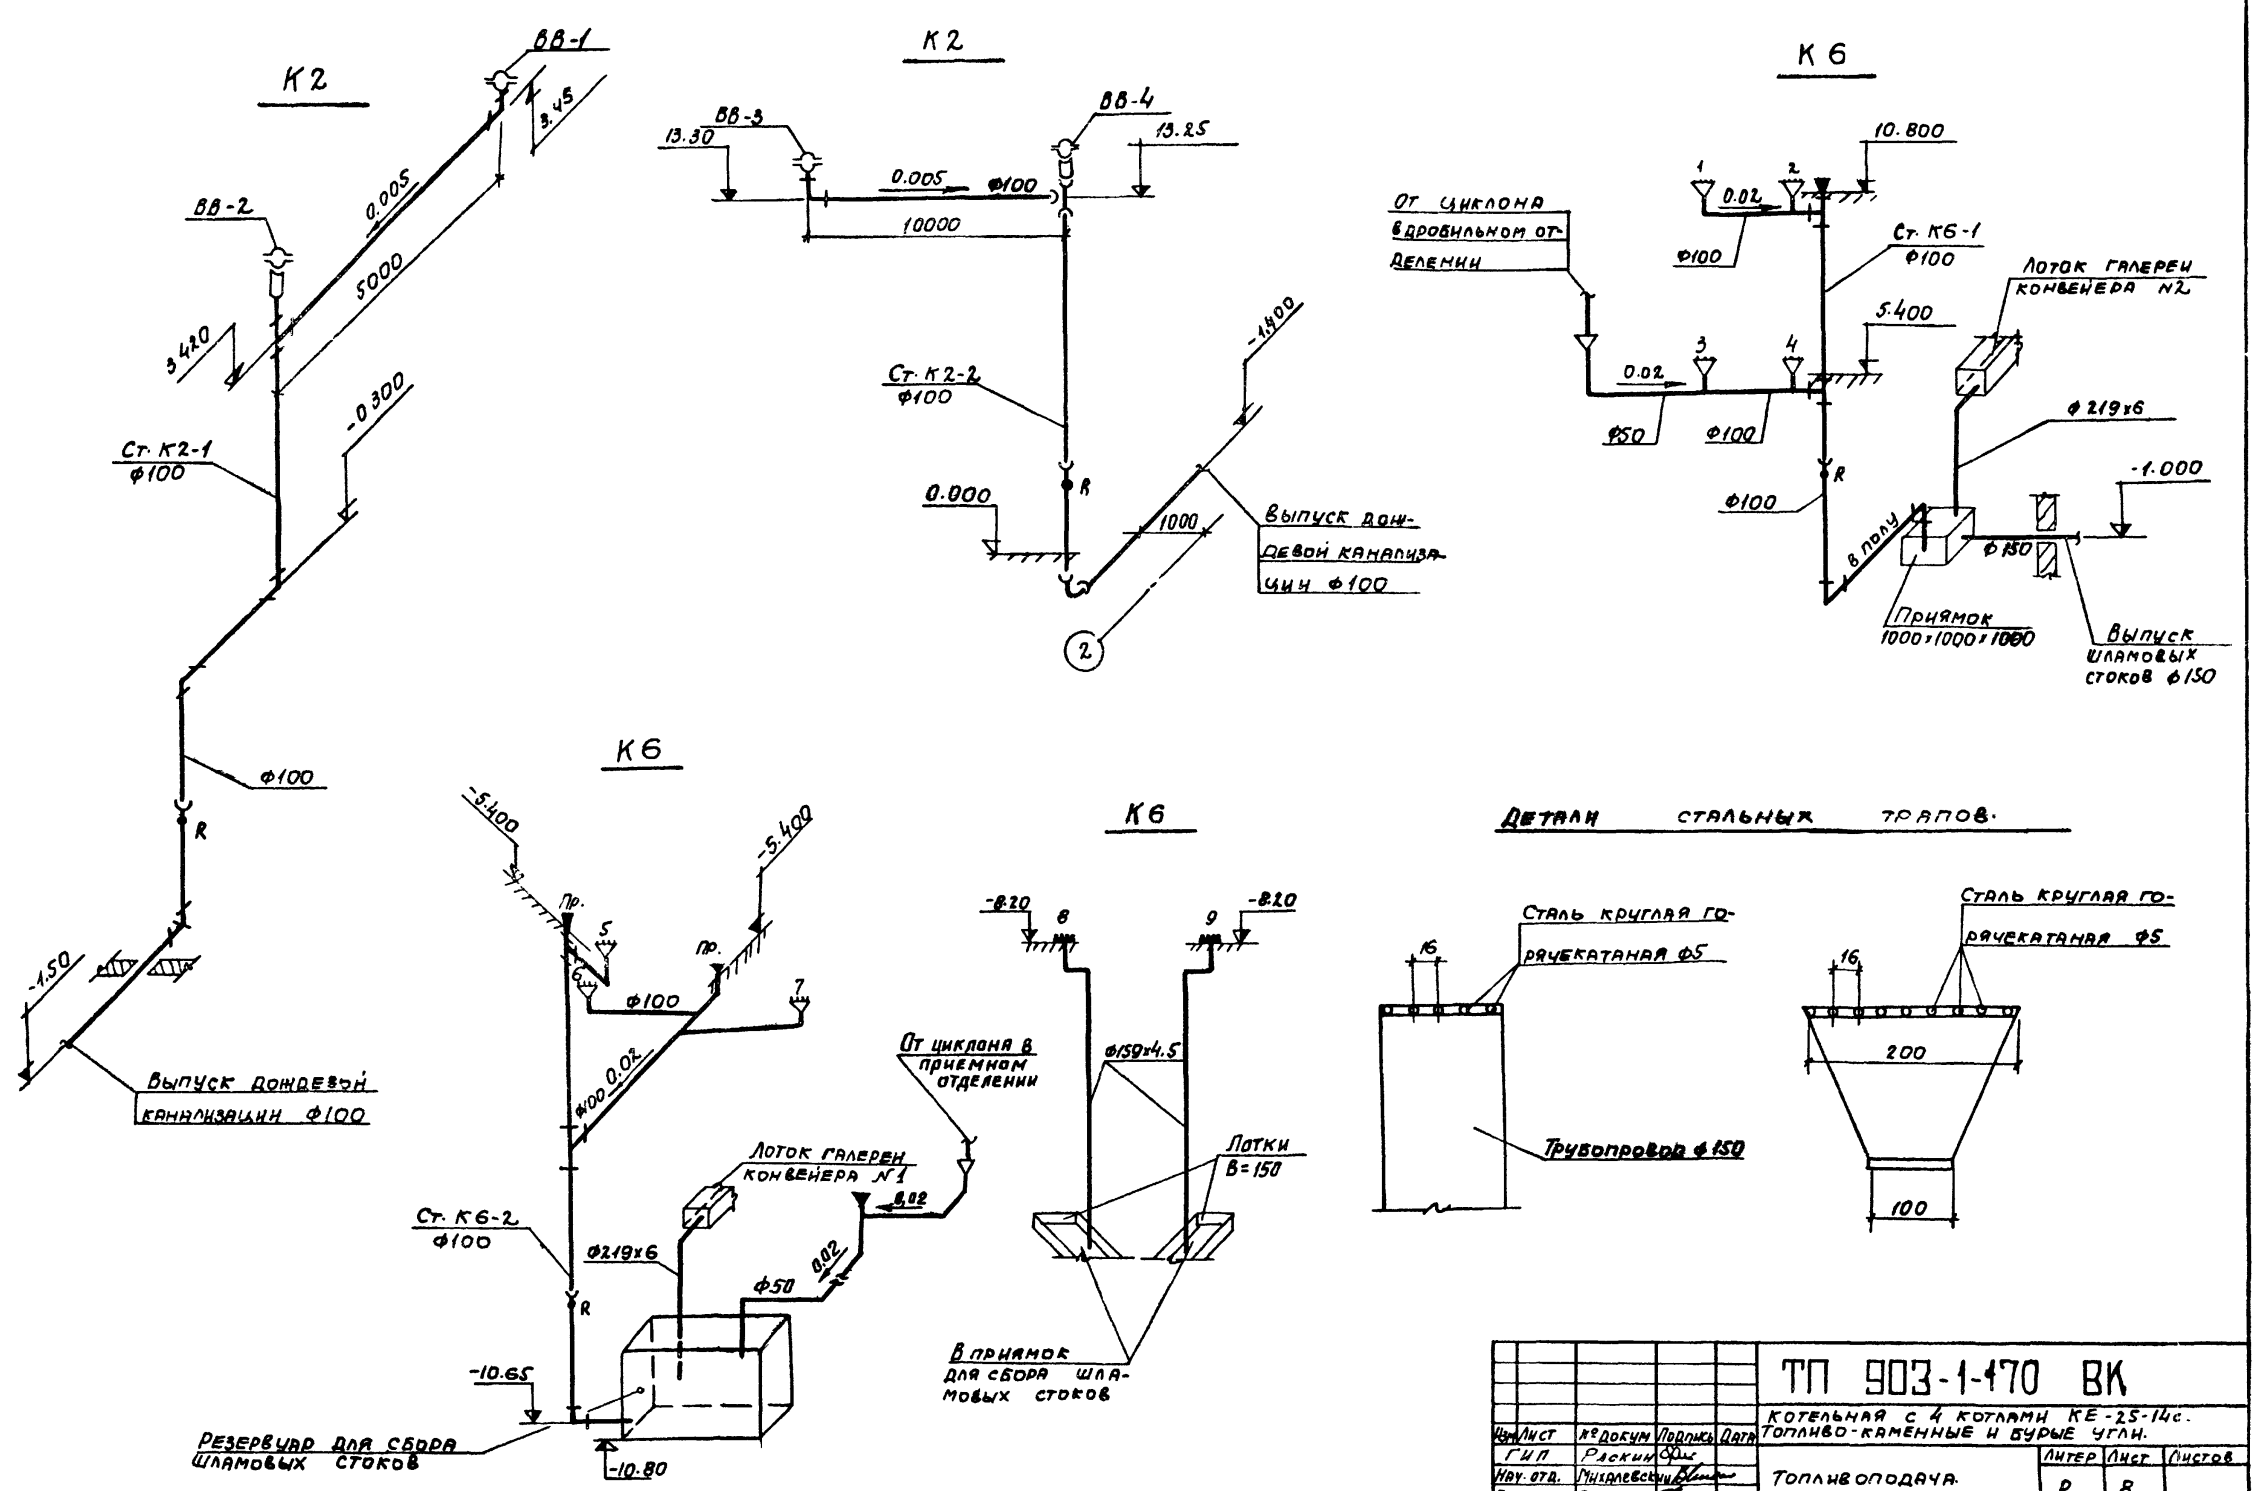 К2
ВВ-1
3.45
0.005
5000
ВВ-2
3.420
-0.300
Ст. К2-1
ф100
ф100
R
-1.50
Выпуск дождевой
канализации ф100
К2
ВВ-3
13.30
ВВ-4
13.25
0.005
ф100
10000
Ст. К2-2
ф100
-1.400
0.000
R
1000
Выпуск дож-
девой канализа-
ции ф100
2
К6
10.800
1
2
0.02
ф100
От циклона
в дробильном от-
делении
Ст. К6-1
ф100
Лоток галереи
конвейера N2
5.400
3
4
0.02
ф50
ф100
ф219х6
R
ф100
-1.000
в полу
ф150
Приямок
1000х1000х1000
Выпуск
шламовых
стоков ф150
К6
-5.400
-5.400
Пр.
5
Пр.
6
7
ф100
ф100
0.02
От циклона в
приемном
отделении
Лоток галереи
конвейера N1
0,02
Ст. К6-2
ф100
ф219х6
0.02
ф50
R
-10.65
Резервуар для сбора
шламовых стоков
-10.80
К6
-8.20
8
9
-8.20
ф159х4.5
Лотки
В=150
В приямок
для сбора шла-
мовых стоков
Детали стальных трапов.
Сталь круглая го-
рячекатаная ф5
16
Трубопровод ф150
Сталь круглая го-
рячекатаная ф5
16
200
100
ТП 903-1-170 ВК
Котельная с 4 котлами КЕ-25-14с.
Топливо-каменные и бурые угли.
Изм Лист № докум Подпись Дата
ГИП Раскин
Нач. отд. Михалевский
Топливоподача.
Литер Лист Листов
Р 8